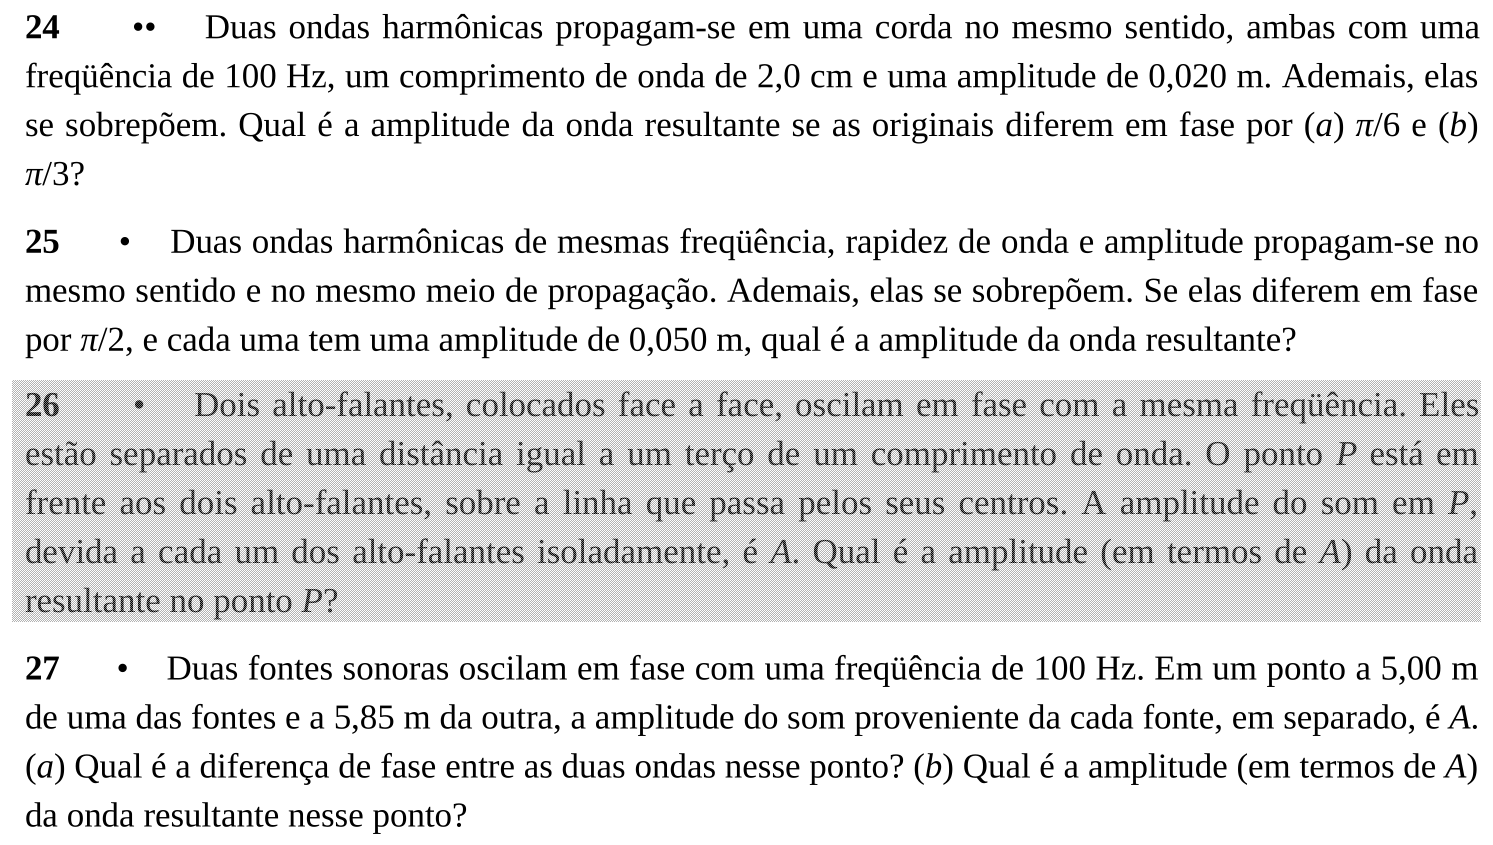 24 •• Duas ondas harmônicas propagam-se em uma corda no mesmo sentido, ambas com uma
freqüência de 100 Hz, um comprimento de onda de 2,0 cm e uma amplitude de 0,020 m. Ademais, elas
se sobrepõem. Qual é a amplitude da onda resultante se as originais diferem em fase por (a) π/6 e (b)
π/3?
25 • Duas ondas harmônicas de mesmas freqüência, rapidez de onda e amplitude propagam-se no
mesmo sentido e no mesmo meio de propagação. Ademais, elas se sobrepõem. Se elas diferem em fase
por π/2, e cada uma tem uma amplitude de 0,050 m, qual é a amplitude da onda resultante?
26 • Dois alto-falantes, colocados face a face, oscilam em fase com a mesma freqüência. Eles
estão separados de uma distância igual a um terço de um comprimento de onda. O ponto P está em
frente aos dois alto-falantes, sobre a linha que passa pelos seus centros. A amplitude do som em P,
devida a cada um dos alto-falantes isoladamente, é A. Qual é a amplitude (em termos de A) da onda
resultante no ponto P?
27 • Duas fontes sonoras oscilam em fase com uma freqüência de 100 Hz. Em um ponto a 5,00 m
de uma das fontes e a 5,85 m da outra, a amplitude do som proveniente da cada fonte, em separado, é A.
(a) Qual é a diferença de fase entre as duas ondas nesse ponto? (b) Qual é a amplitude (em termos de A)
da onda resultante nesse ponto?